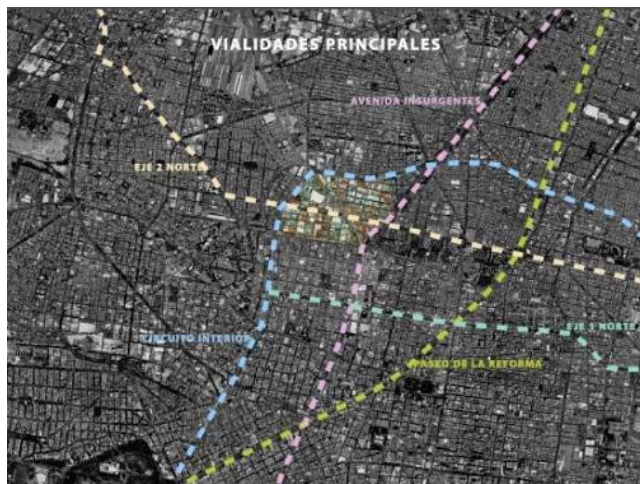 VIALIDADES PRINCIPALES
AVENIDA INSURGENTES
EJE 2 NORTE
EJE 1 NORTE
CIRCUITO INTERIOR
PASEO DE LA REFORMA